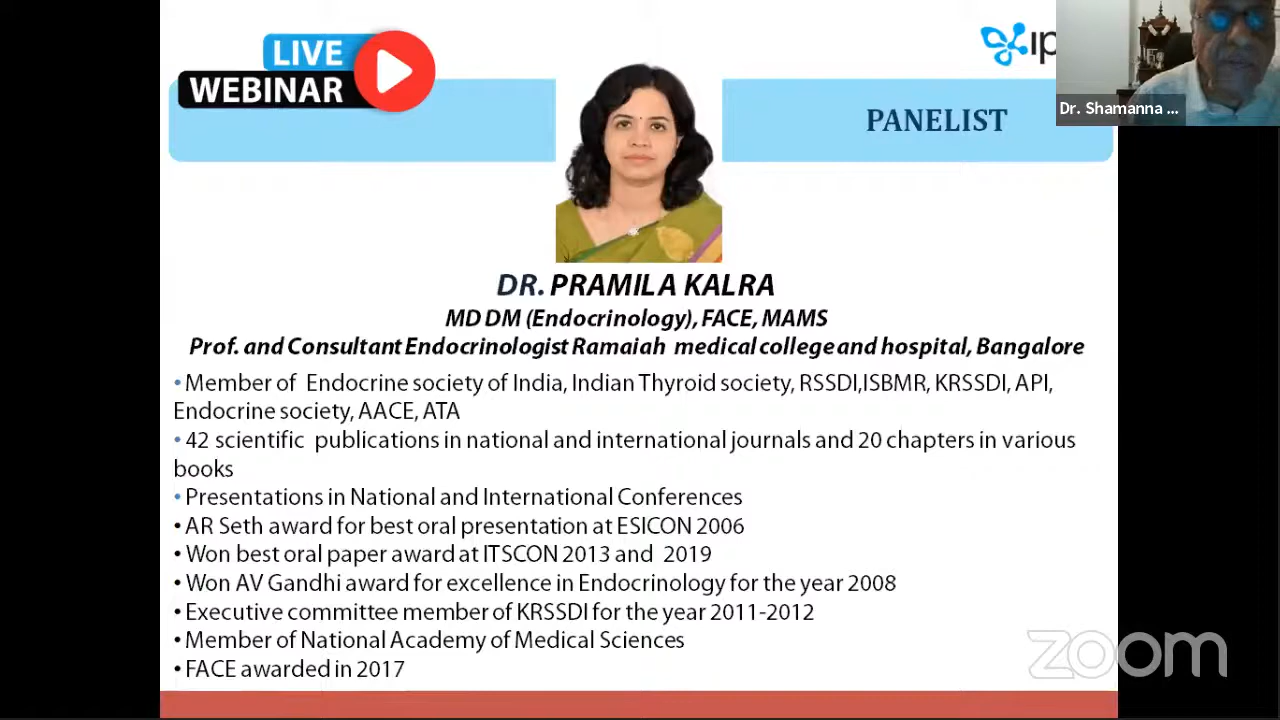 LIVE
WEBINAR
PANELIST
Dr. Shamanna ...
DR. PRAMILA KALRA
MD DM (Endocrinology), FACE, MAMS
Prof. and Consultant Endocrinologist Ramaiah medical college and hospital, Bangalore
• Member of Endocrine society of India, Indian Thyroid society, RSSDI,ISBMR, KRSSDI, API,
Endocrine society, AACE, ATA
• 42 scientific publications in national and international journals and 20 chapters in various
books
• Presentations in National and International Conferences
• AR Seth award for best oral presentation at ESICON 2006
• Won best oral paper award at ITSCON 2013 and 2019
• Won AV Gandhi award for excellence in Endocrinology for the year 2008
• Executive committee member of KRSSDI for the year 2011-2012
• Member of National Academy of Medical Sciences
• FACE awarded in 2017
zoom